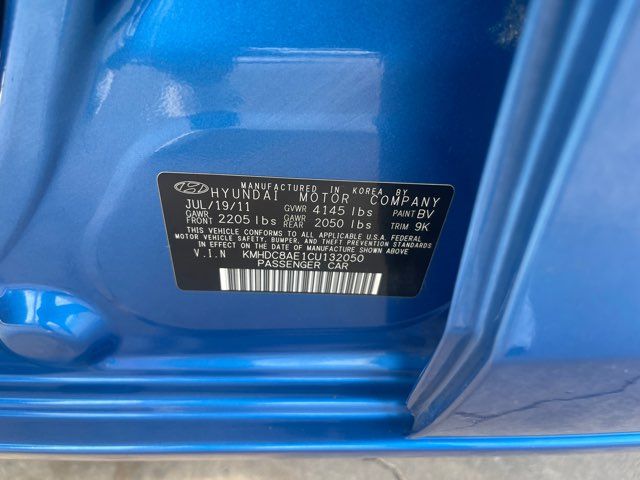 MANUFACTURED IN KOREA BY
HYUNDAI MOTOR COMPANY
JUL/19/11 GVWR 4145 lbs PAINT BV
GAWR FRONT 2205 lbs GAWR REAR 2050 lbs TRIM 9K
THIS VEHICLE CONFORMS TO ALL APPLICABLE U.S.A. FEDERAL
MOTOR VEHICLE SAFETY, BUMPER, AND THEFT PREVENTION STANDARDS
IN EFFECT ON THE DATE OF MANUFACTURE SHOWN ABOVE.
V.I.N KMHDC8AE1CU132050
PASSENGER CAR